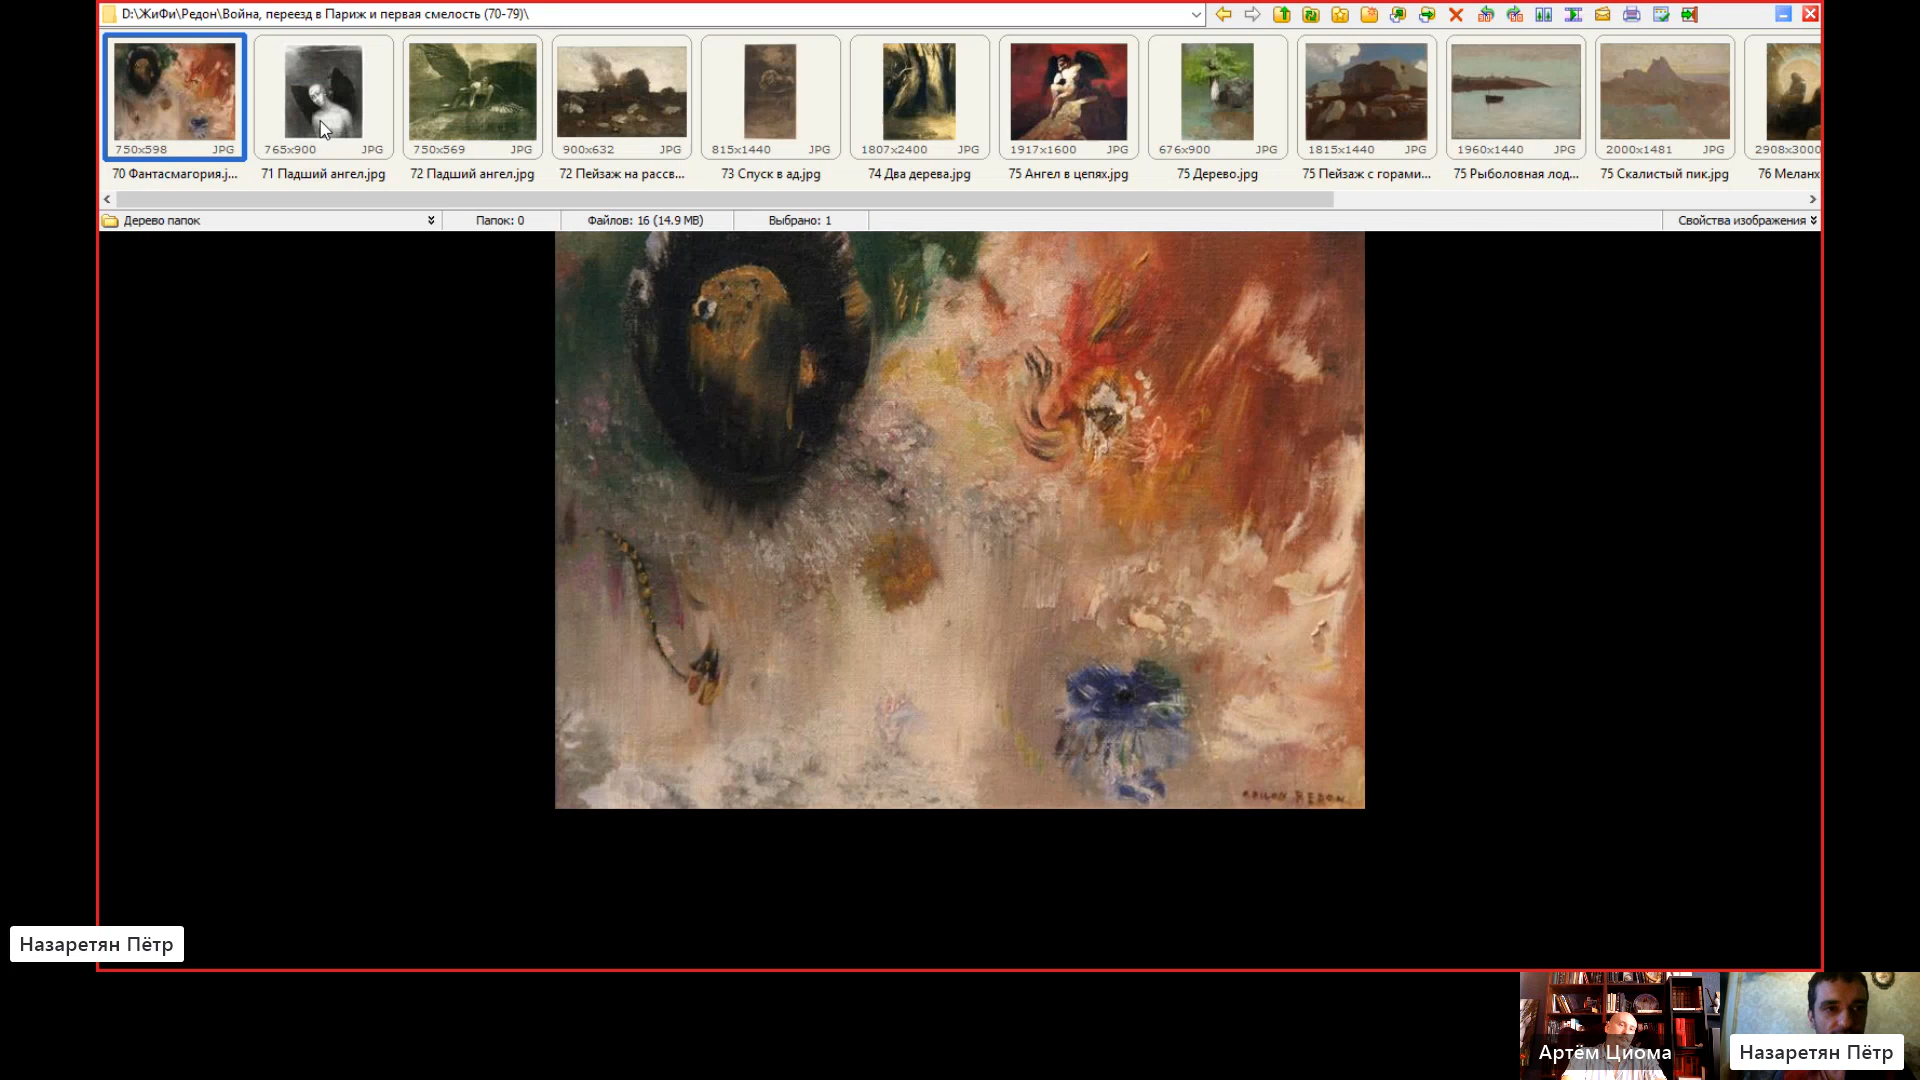 D:\ЖиФи\Редон\Война, переезд в Париж и первая смелость (70-79)\
750x598 JPG
765x900 JPG
750x569 JPG
900x632 JPG
815x1440 JPG
1807x2400 JPG
1917x1600 JPG
676x900 JPG
1815x1440 JPG
1960x1440 JPG
2000x1481 JPG
2908x3000
70 Фантасмагория.j...
71 Падший ангел.jpg
72 Падший ангел.jpg
72 Пейзаж на рассв...
73 Спуск в ад.jpg
74 Два дерева.jpg
75 Ангел в цепях.jpg
75 Дерево.jpg
75 Пейзаж с горами...
75 Рыболовная лод...
75 Скалистый пик.jpg
76 Меланх
Дерево папок
Папок: 0
Файлов: 16 (14.9 MB)
Выбрано: 1
Свойства изображения
ODILON REDON
Назаретян Пётр
Артём Циома
Назаретян Пётр